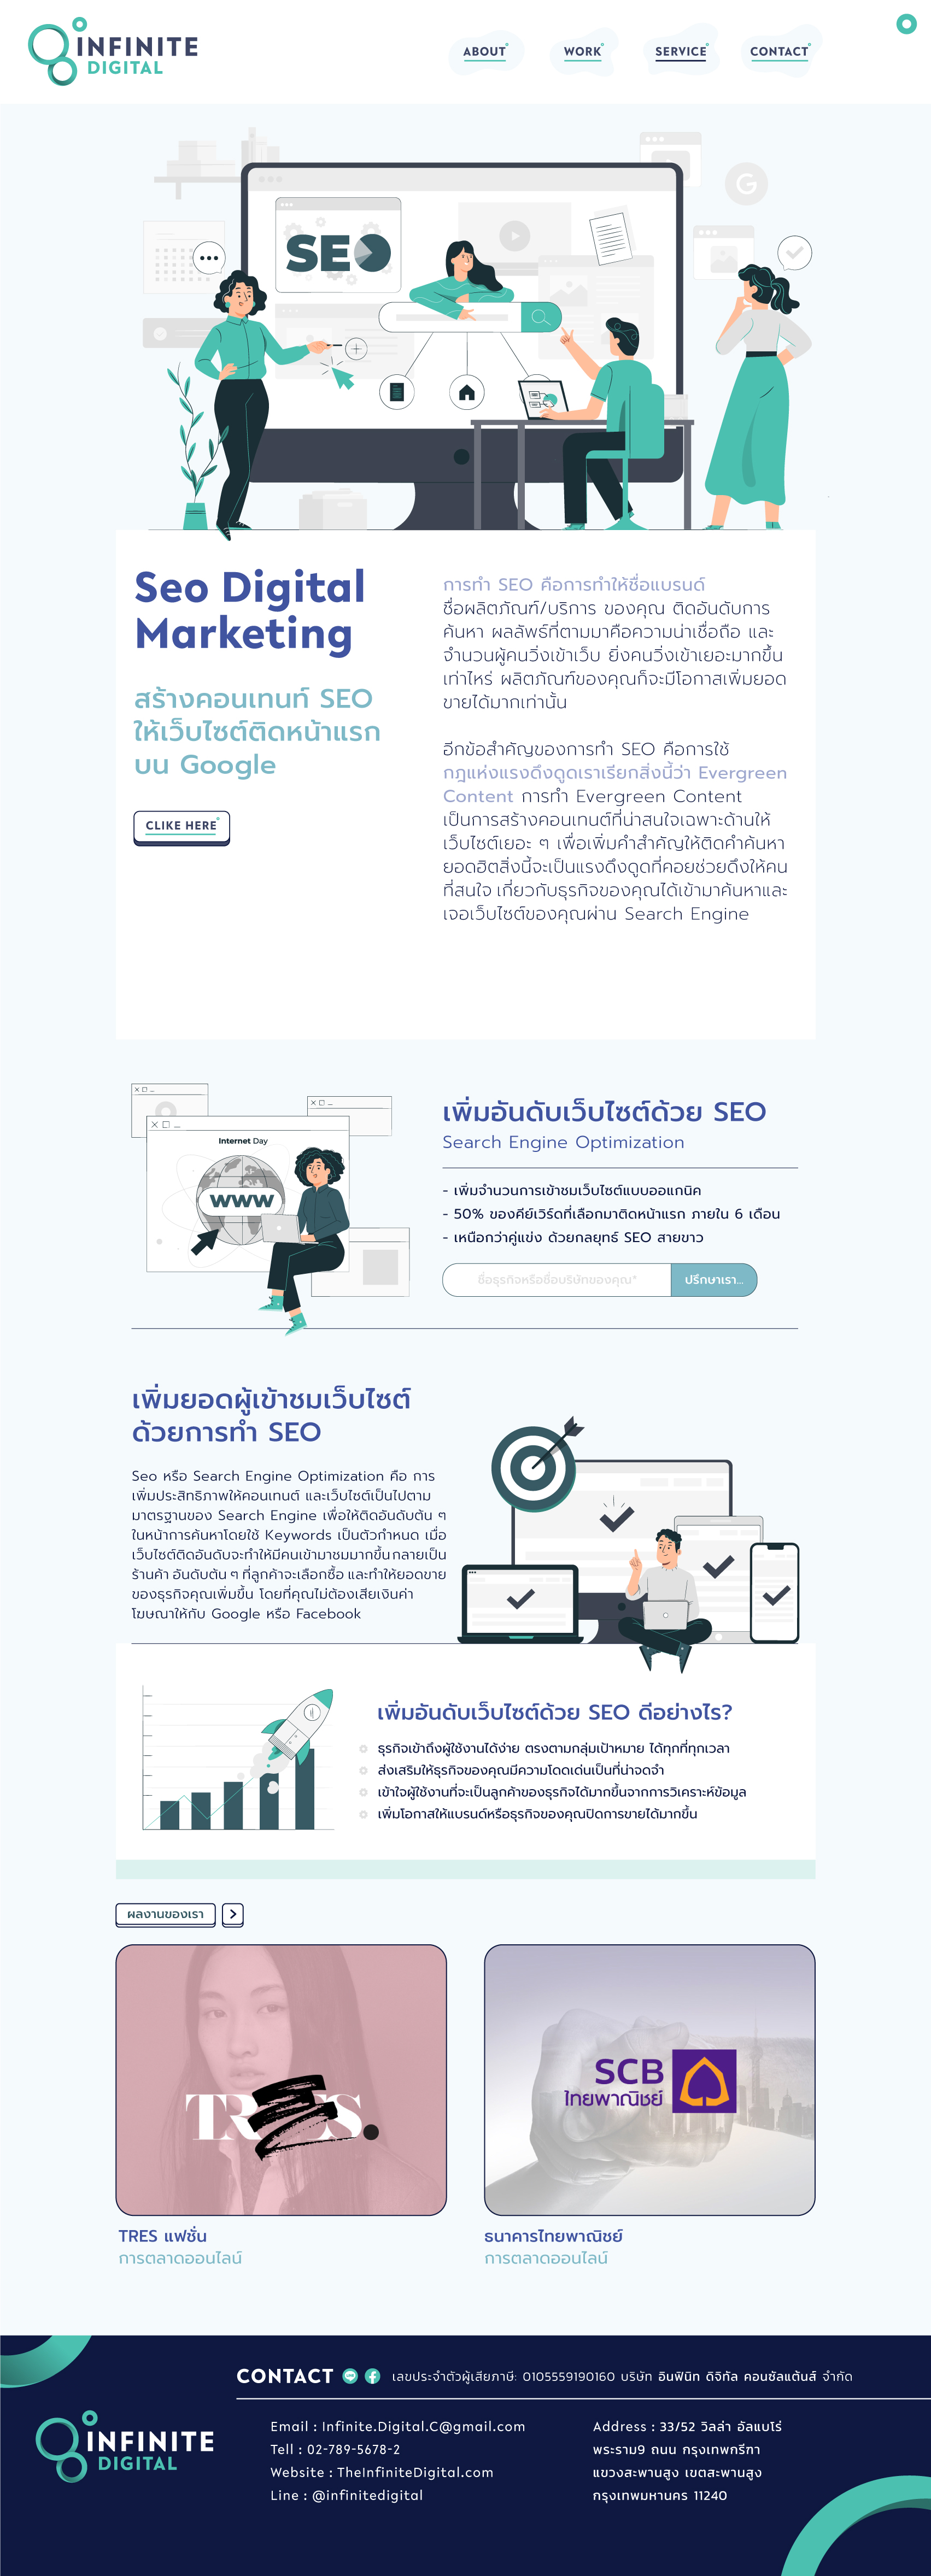 INFINITE
DIGITAL
ABOUT
WORK
SERVICE
CONTACT
SEO
Seo Digital
Marketing
สร้างคอนเทนท์ SEO
ให้เว็บไซต์ติดหน้าแรก
บน Google
CLIKE HERE
การทำ SEO คือการทำให้ชื่อแบรนด์
ชื่อผลิตภัณฑ์/บริการ ของคุณ ติดอันดับการ
ค้นหา ผลลัพธ์ที่ตามมาคือความน่าเชื่อถือ และ
จำนวนผู้คนวิ่งเข้าเว็บ ยิ่งคนวิ่งเข้าเยอะมากขึ้น
เท่าไหร่ ผลิตภัณฑ์ของคุณก็จะมีโอกาสเพิ่มยอด
ขายได้มากเท่านั้น
อีกข้อสำคัญของการทำ SEO คือการใช้
กฎแห่งแรงดึงดูดเราเรียกสิ่งนี้ว่า Evergreen
Content การทำ Evergreen Content
เป็นการสร้างคอนเทนต์ที่น่าสนใจเฉพาะด้านให้
เว็บไซต์เยอะ ๆ เพื่อเพิ่มคำสำคัญให้ติดคำค้นหา
ยอดฮิตสิ่งนี้จะเป็นแรงดึงดูดที่คอยช่วยดึงให้คน
ที่สนใจ เกี่ยวกับธุรกิจของคุณได้เข้ามาค้นหาและ
เจอเว็บไซต์ของคุณผ่าน Search Engine
Internet Day
WWW
เพิ่มอันดับเว็บไซต์ด้วย SEO
Search Engine Optimization
- เพิ่มจำนวนการเข้าชมเว็บไซต์แบบออแกนิค
- 50% ของคีย์เวิร์ดที่เลือกมาติดหน้าแรก ภายใน 6 เดือน
- เหนือกว่าคู่แข่ง ด้วยกลยุทธ์ SEO สายขาว
ชื่อธุรกิจหรือชื่อบริษัทของคุณ*
ปรึกษาเรา...
เพิ่มยอดผู้เข้าชมเว็บไซต์
ด้วยการทำ SEO
Seo หรือ Search Engine Optimization คือ การ
เพิ่มประสิทธิภาพให้คอนเทนต์ และเว็บไซต์เป็นไปตาม
มาตรฐานของ Search Engine เพื่อให้ติดอันดับต้น ๆ
ในหน้าการค้นหาโดยใช้ Keywords เป็นตัวกำหนด เมื่อ
เว็บไซต์ติดอันดับจะทำให้มีคนเข้ามาชมมากขึ้นกลายเป็น
ร้านค้า อันดับต้น ๆ ที่ลูกค้าจะเลือกซื้อ และทำให้ยอดขาย
ของธุรกิจคุณเพิ่มขึ้น โดยที่คุณไม่ต้องเสียเงินค่า
โฆษณาให้กับ Google หรือ Facebook
เพิ่มอันดับเว็บไซต์ด้วย SEO ดีอย่างไร?
ธุรกิจเข้าถึงผู้ใช้งานได้ง่าย ตรงตามกลุ่มเป้าหมาย ได้ทุกที่ทุกเวลา
ส่งเสริมให้ธุรกิจของคุณมีความโดดเด่นเป็นที่น่าจดจำ
เข้าใจผู้ใช้งานที่จะเป็นลูกค้าของธุรกิจได้มากขึ้นจากการวิเคราะห์ข้อมูล
เพิ่มโอกาสให้แบรนด์หรือธุรกิจของคุณปิดการขายได้มากขึ้น
ผลงานของเรา
TRES.
SCB
ไทยพาณิชย์
TRES แฟชั่น
การตลาดออนไลน์
ธนาคารไทยพาณิชย์
การตลาดออนไลน์
CONTACT
เลขประจำตัวผู้เสียภาษี: 0105559190160 บริษัท อินฟินิท ดิจิทัล คอนซัลแต้นส์ จำกัด
INFINITE
DIGITAL
Email : Infinite.Digital.C@gmail.com
Tell : 02-789-5678-2
Website : TheInfiniteDigital.com
Line : @infinitedigital
Address : 33/52 วิลล่า อัลแบโร่
พระราม9 ถนน กรุงเทพกรีฑา
แขวงสะพานสูง เขตสะพานสูง
กรุงเทพมหานคร 11240